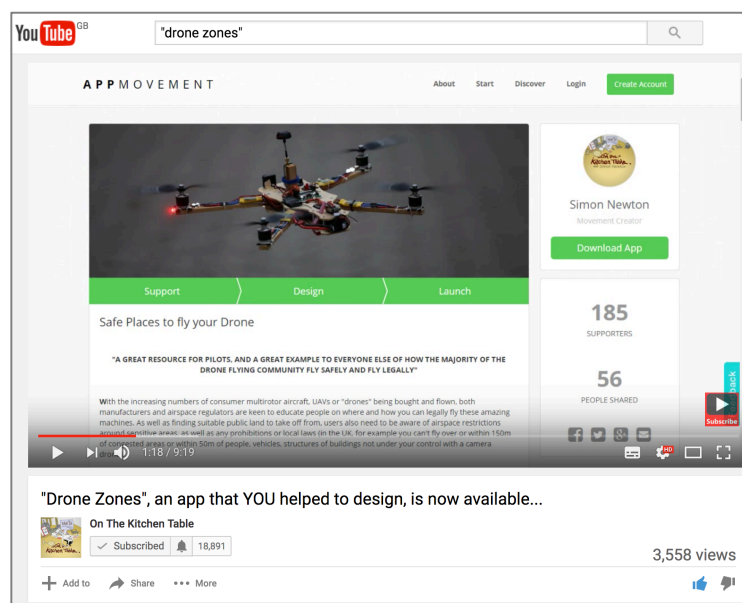 YouTube GB
"drone zones"
APPMOVEMENT
About Start Discover Login Create Account
On The Kitchen Table
Simon Newton
Movement Creator
Download App
Support Design Launch
Safe Places to fly your Drone
"A GREAT RESOURCE FOR PILOTS, AND A GREAT EXAMPLE TO EVERYONE ELSE OF HOW THE MAJORITY OF THE
DRONE FLYING COMMUNITY FLY SAFELY AND FLY LEGALLY"
With the increasing numbers of consumer multirotor aircraft, UAVs or "drones" being bought and flown, both
manufacturers and airspace regulators are keen to educate people on where and how you can legally fly these amazing
machines. As well as finding suitable public land to take off from, users also need to be aware of airspace restrictions
around sensitive areas, as well as any prohibitions or local laws (in the UK, for example you can't fly over or within 150m
of congested areas or within 50m of people, vehicles, structures of buildings not under your control with a camera
185
SUPPORTERS
56
PEOPLE SHARED
back
Subscribe
1:18 / 9:19
HD
"Drone Zones", an app that YOU helped to design, is now available...
On The Kitchen Table
Subscribed 18,891
3,558 views
Add to Share More